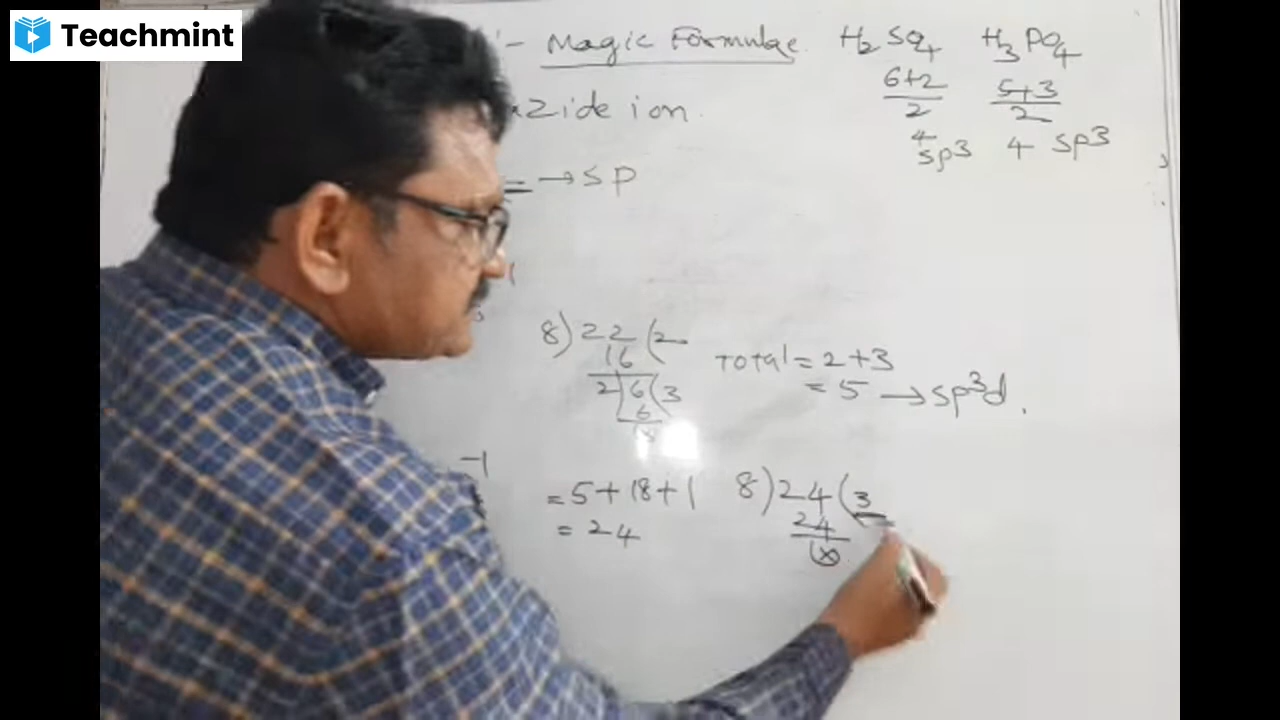 Teachmint
:- Magic Formulae H2SO4 H3PO4
6+2 5+3
2 2
Azide ion.
4 4 sp3
sp3
= → sp
8)22(2
16
2)6(3
6
(x
Total = 2+3
= 5 → sp3d.
-1
= 5+18+1
= 24
8)24(3
24
(x)